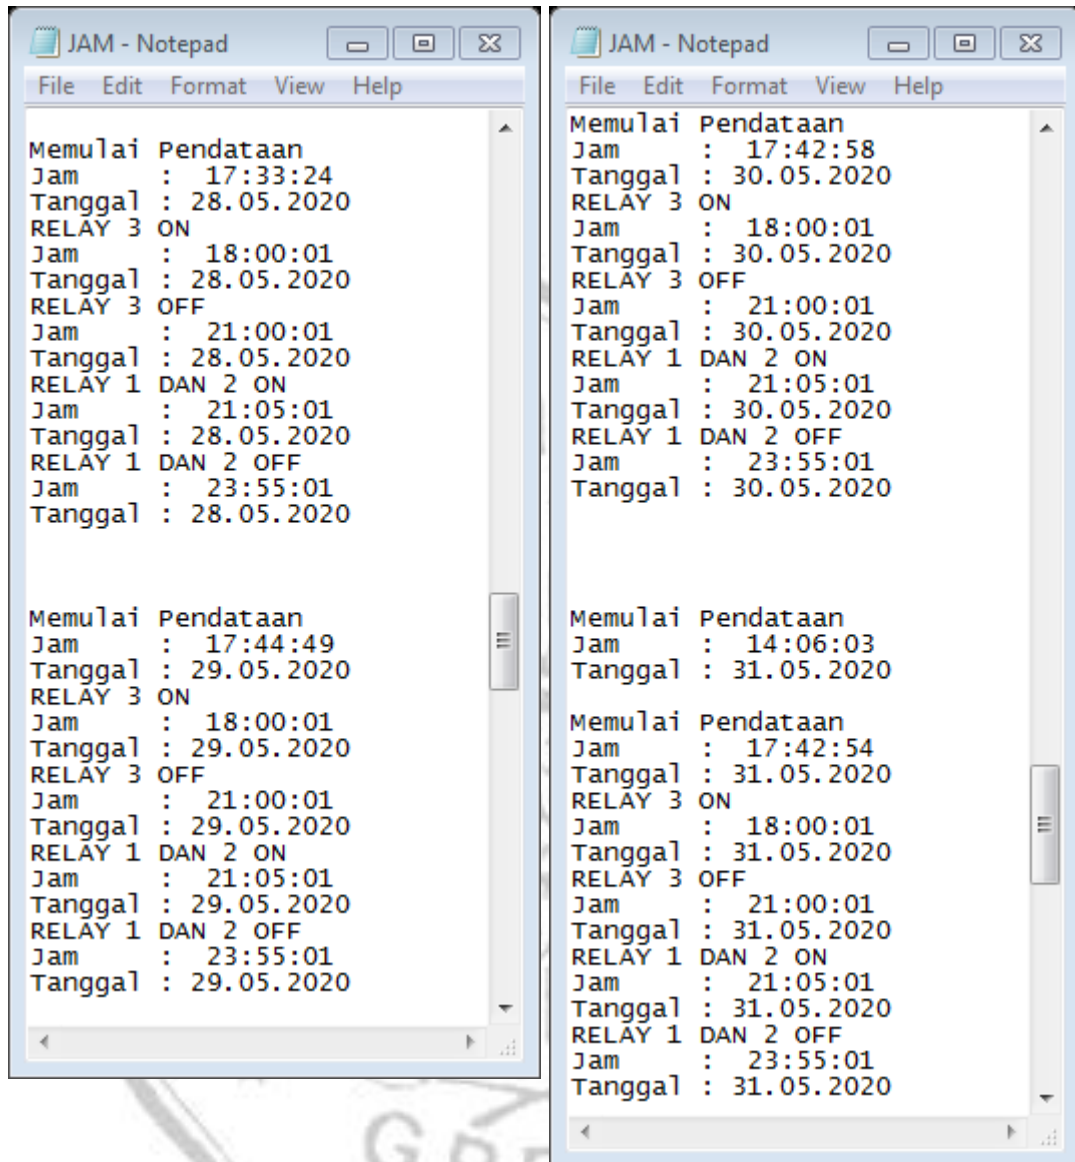 JAM - Notepad
File Edit Format View Help
Memulai Pendataan
Jam : 17:33:24
Tanggal : 28.05.2020
RELAY 3 ON
Jam : 18:00:01
Tanggal : 28.05.2020
RELAY 3 OFF
Jam : 21:00:01
Tanggal : 28.05.2020
RELAY 1 DAN 2 ON
Jam : 21:05:01
Tanggal : 28.05.2020
RELAY 1 DAN 2 OFF
Jam : 23:55:01
Tanggal : 28.05.2020
Memulai Pendataan
Jam : 17:44:49
Tanggal : 29.05.2020
RELAY 3 ON
Jam : 18:00:01
Tanggal : 29.05.2020
RELAY 3 OFF
Jam : 21:00:01
Tanggal : 29.05.2020
RELAY 1 DAN 2 ON
Jam : 21:05:01
Tanggal : 29.05.2020
RELAY 1 DAN 2 OFF
Jam : 23:55:01
Tanggal : 29.05.2020
JAM - Notepad
File Edit Format View Help
Memulai Pendataan
Jam : 17:42:58
Tanggal : 30.05.2020
RELAY 3 ON
Jam : 18:00:01
Tanggal : 30.05.2020
RELAY 3 OFF
Jam : 21:00:01
Tanggal : 30.05.2020
RELAY 1 DAN 2 ON
Jam : 21:05:01
Tanggal : 30.05.2020
RELAY 1 DAN 2 OFF
Jam : 23:55:01
Tanggal : 30.05.2020
Memulai Pendataan
Jam : 14:06:03
Tanggal : 31.05.2020
Memulai Pendataan
Jam : 17:42:54
Tanggal : 31.05.2020
RELAY 3 ON
Jam : 18:00:01
Tanggal : 31.05.2020
RELAY 3 OFF
Jam : 21:00:01
Tanggal : 31.05.2020
RELAY 1 DAN 2 ON
Jam : 21:05:01
Tanggal : 31.05.2020
RELAY 1 DAN 2 OFF
Jam : 23:55:01
Tanggal : 31.05.2020